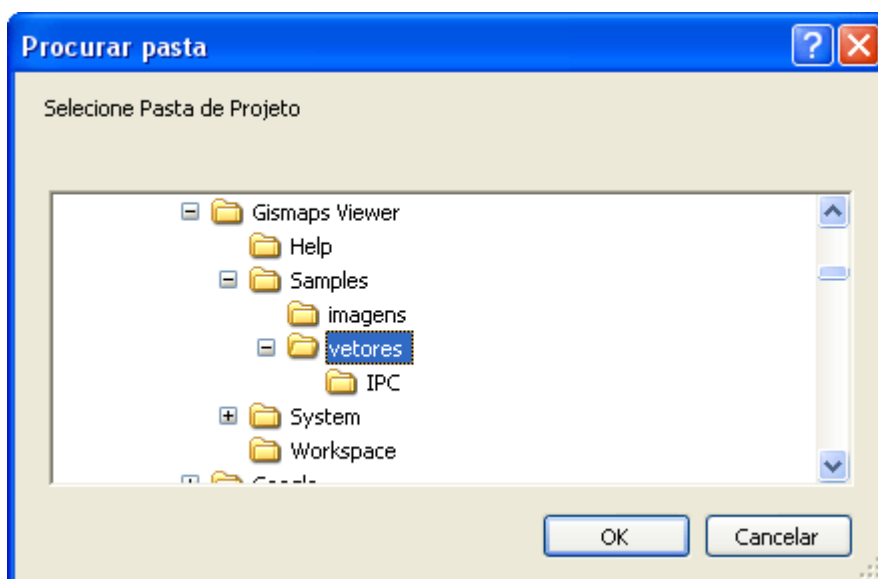 Procurar pasta
Selecione Pasta de Projeto
Gismaps Viewer
Help
Samples
imagens
vetores
IPC
System
Workspace
OK Cancelar